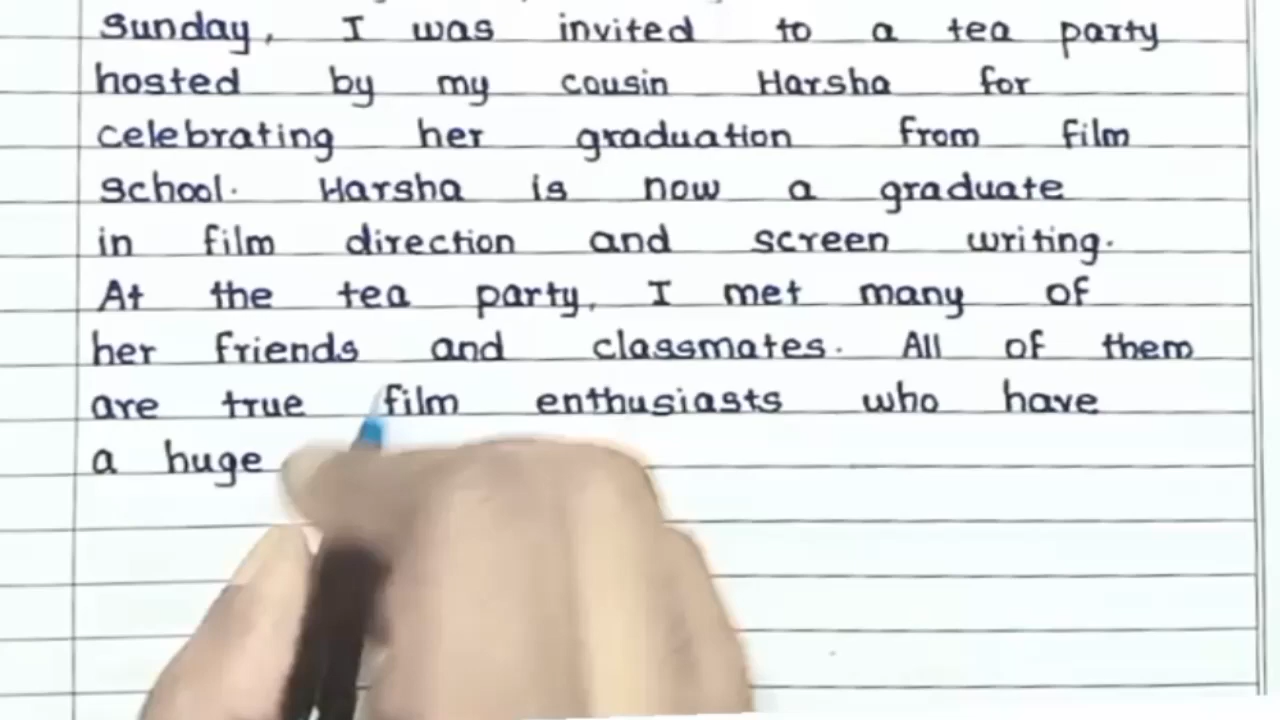 Sunday, I was invited to a tea party
hosted by my cousin Harsha for
celebrating her graduation from film
school. Harsha is now a graduate
in film direction and screen writing.
At the tea party, I met many of
her friends and classmates. All of them
are true film enthusiasts who have
a huge